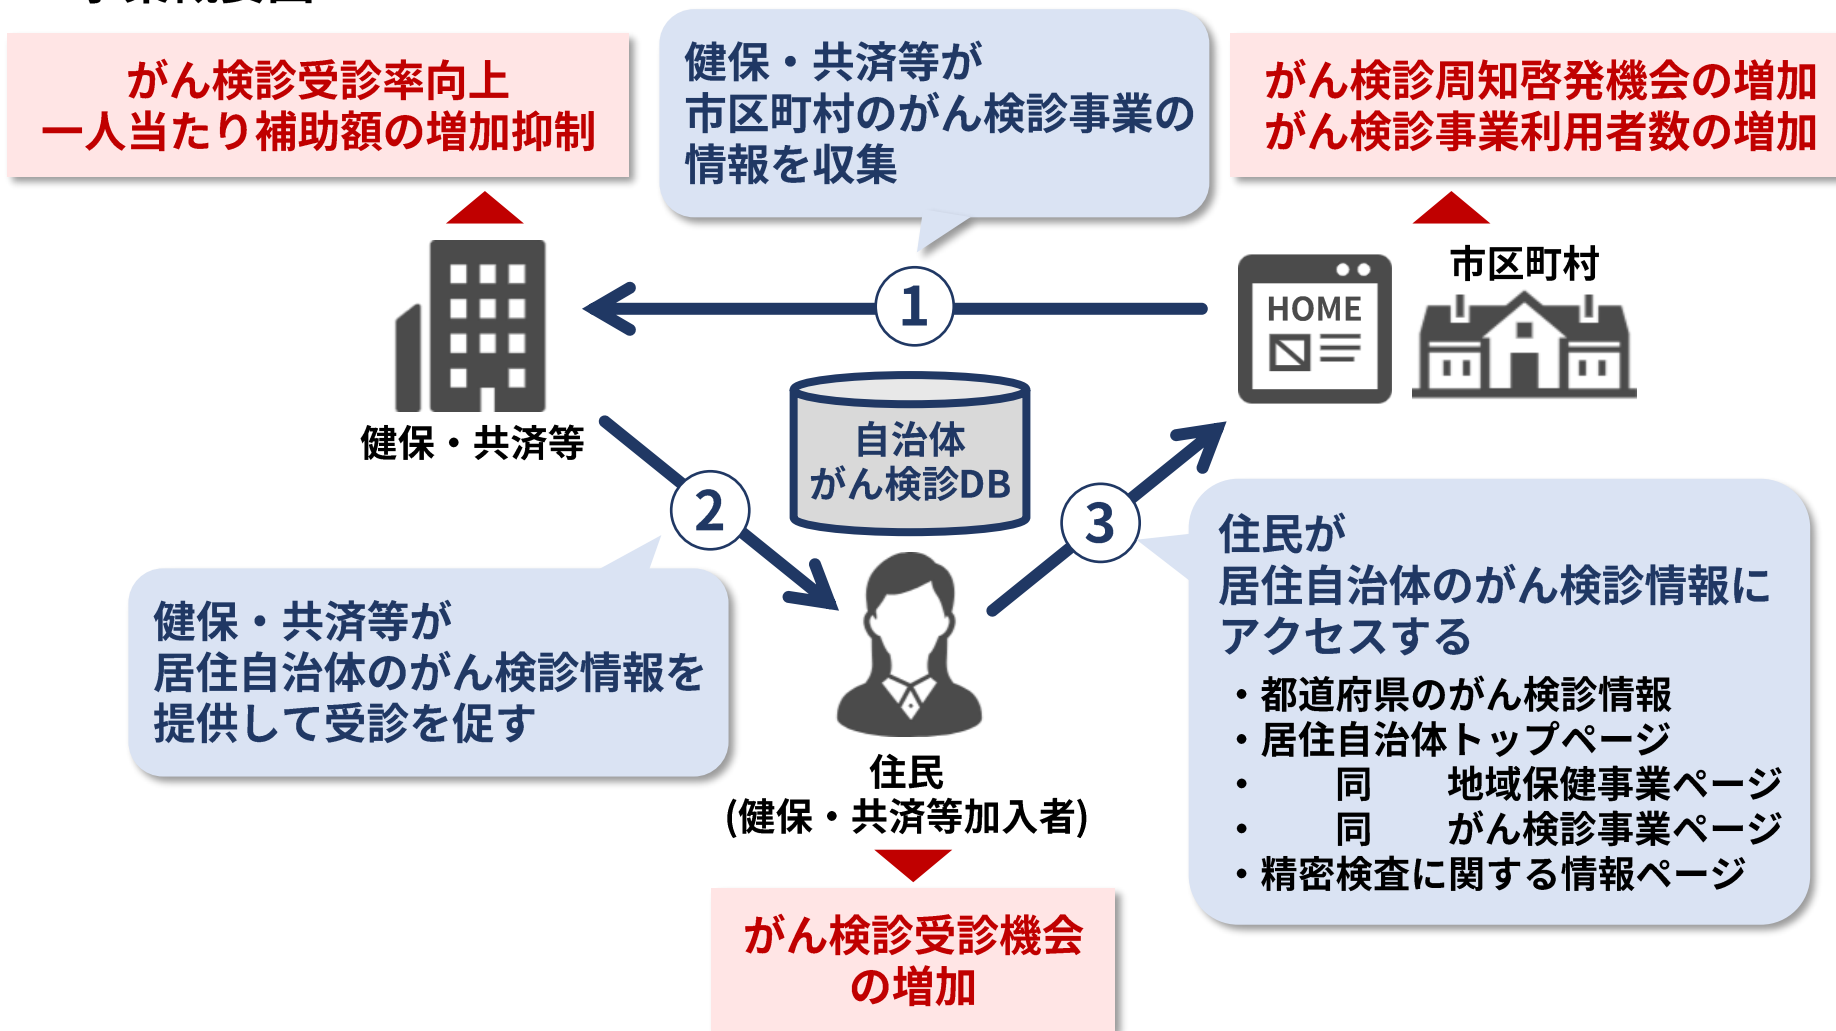 がん検診受診率向上
一人当たり補助額の増加抑制
健保・共済等が
市区町村のがん検診事業の
情報を収集
がん検診周知啓発機会の増加
がん検診事業利用者数の増加
市区町村
HOME
1
健保・共済等
自治体
がん検診DB
2
3
健保・共済等が
居住自治体のがん検診情報を
提供して受診を促す
住民が
居住自治体のがん検診情報に
アクセスする
・都道府県のがん検診情報
・居住自治体トップページ
・　　同　　地域保健事業ページ
・　　同　　がん検診事業ページ
・精密検査に関する情報ページ
住民
(健保・共済等加入者)
がん検診受診機会
の増加